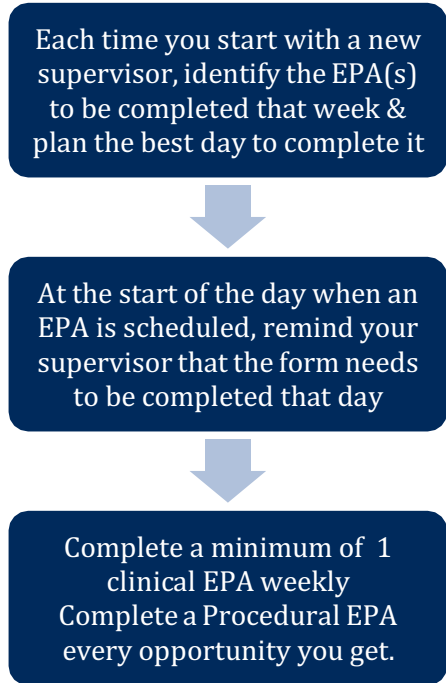 Each time you start with a new
supervisor, identify the EPA(s)
to be completed that week &
plan the best day to complete it
At the start of the day when an
EPA is scheduled, remind your
supervisor that the form needs
to be completed that day
Complete a minimum of 1
clinical EPA weekly
Complete a Procedural EPA
every opportunity you get.